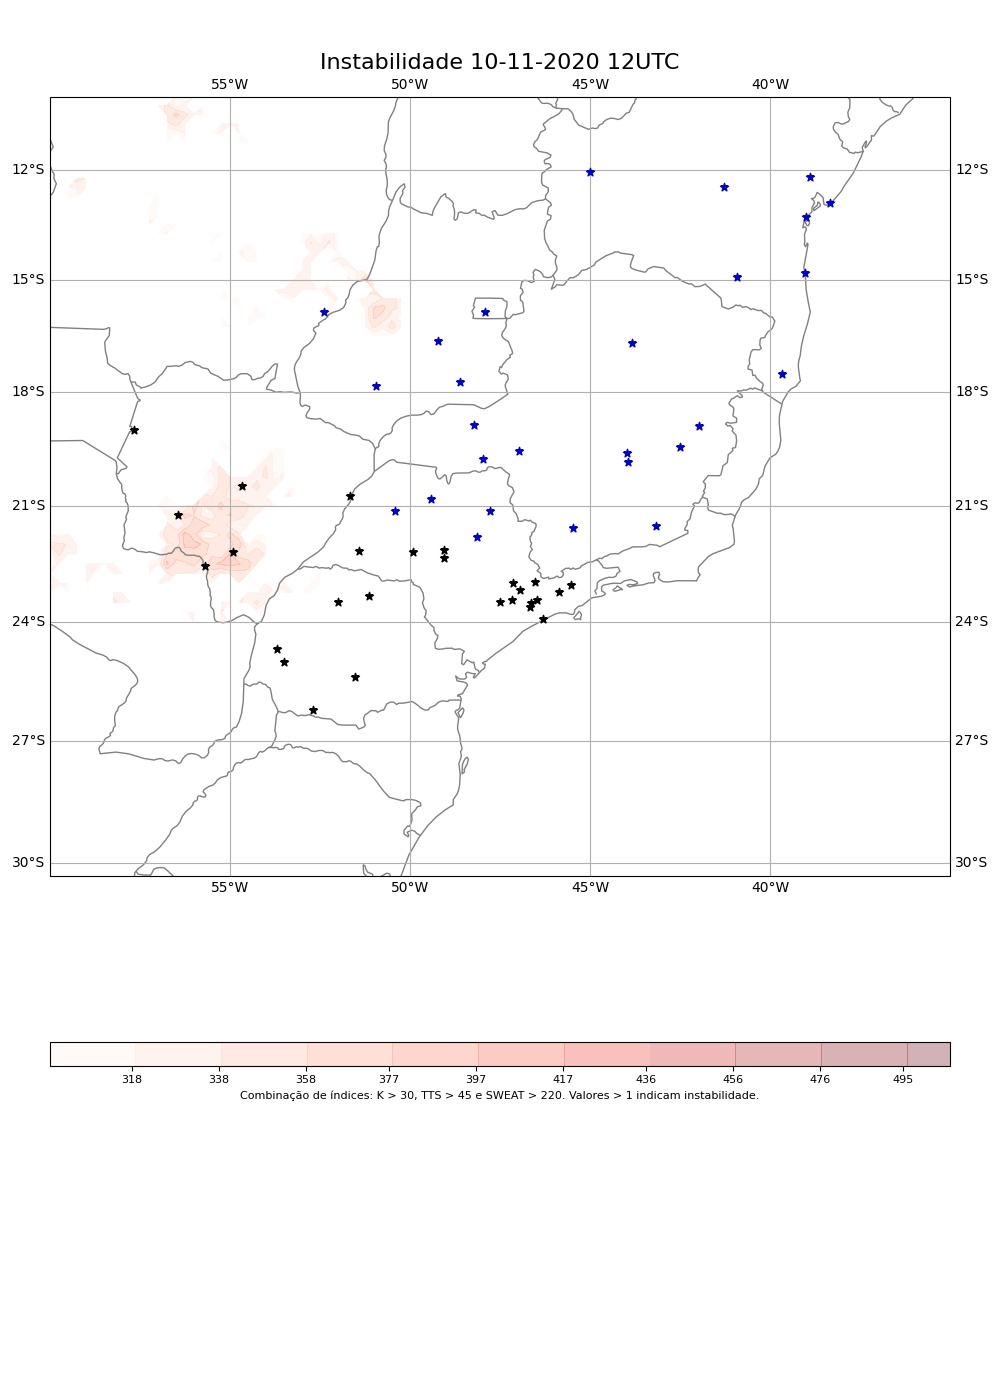 Instabilidade 10-11-2020 12UTC
55°W 50°W 45°W 40°W
12°S 12°S
15°S 15°S
18°S 18°S
21°S 21°S
24°S 24°S
27°S 27°S
30°S 30°S
55°W 50°W 45°W 40°W
318 338 358 377 397 417 436 456 476 495
Combinação de índices: K > 30, TTS > 45 e SWEAT > 220. Valores > 1 indicam instabilidade.